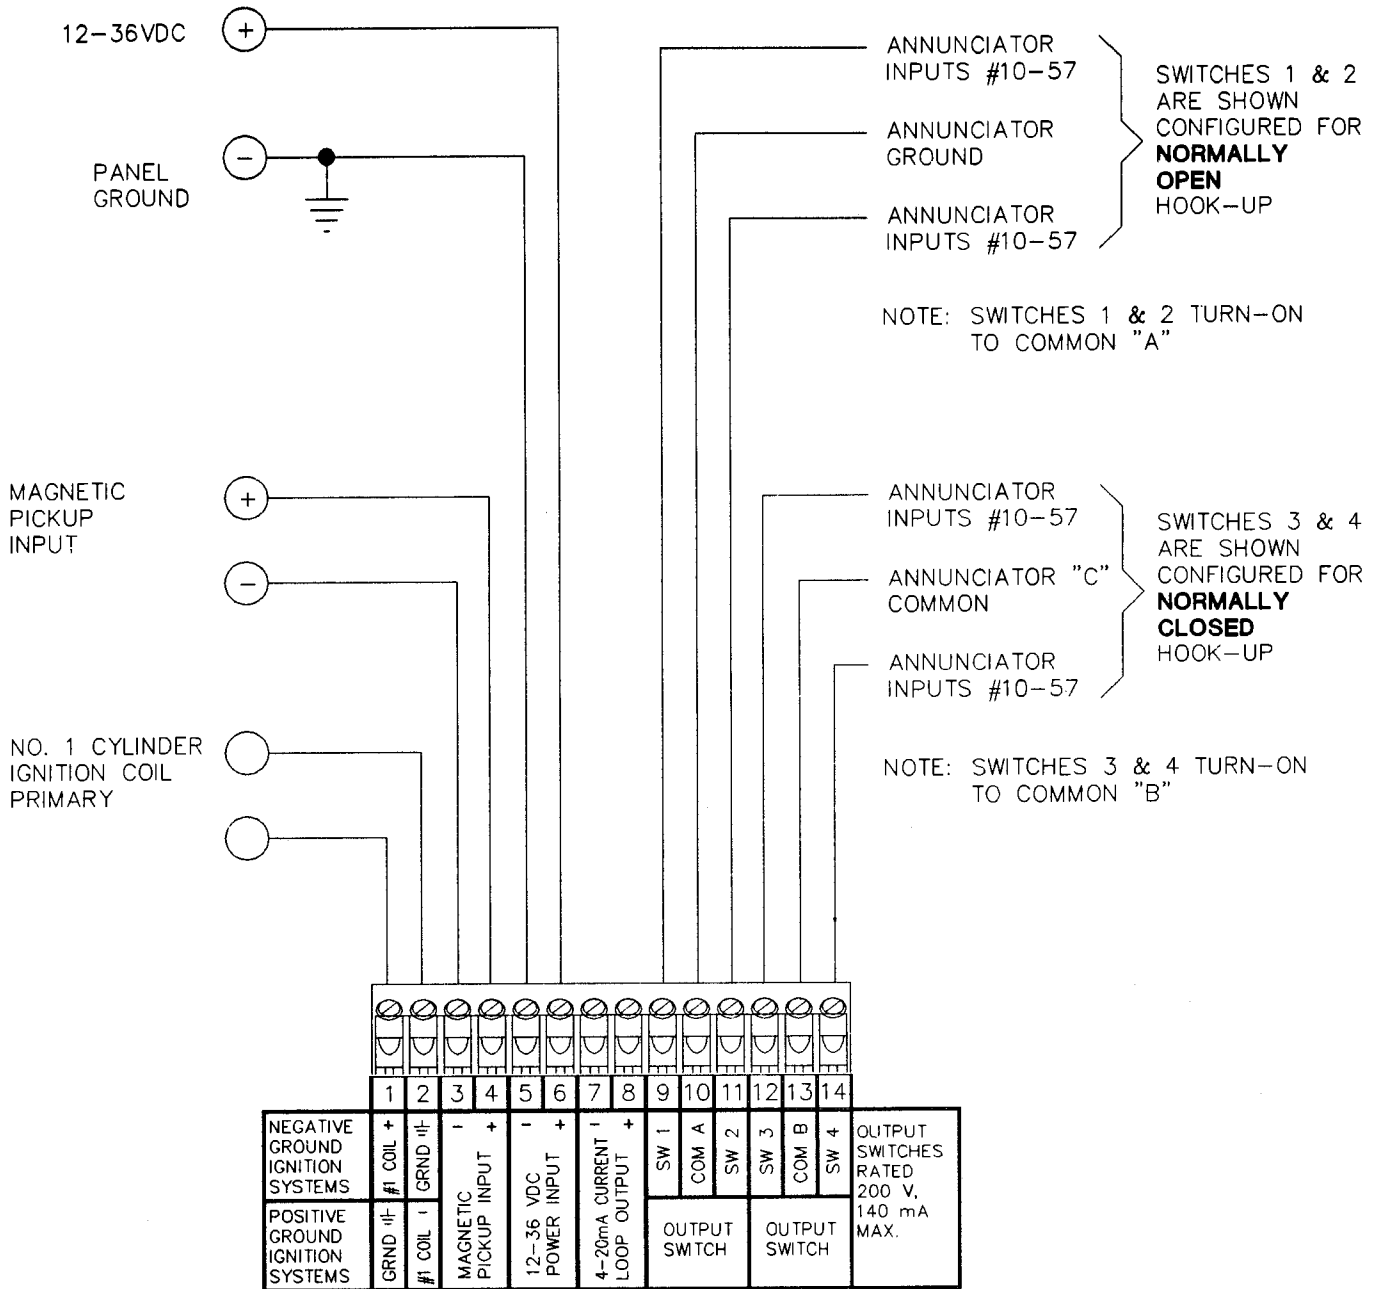 12-36VDC
+
PANEL
GROUND
-
MAGNETIC
PICKUP
INPUT
+
-
NO. 1 CYLINDER
IGNITION COIL
PRIMARY
ANNUNCIATOR
INPUTS #10-57
ANNUNCIATOR
GROUND
ANNUNCIATOR
INPUTS #10-57
SWITCHES 1 & 2
ARE SHOWN
CONFIGURED FOR
NORMALLY
OPEN
HOOK-UP
NOTE: SWITCHES 1 & 2 TURN-ON
TO COMMON "A"
ANNUNCIATOR
INPUTS #10-57
ANNUNCIATOR "C"
COMMON
ANNUNCIATOR
INPUTS #10-57
SWITCHES 3 & 4
ARE SHOWN
CONFIGURED FOR
NORMALLY
CLOSED
HOOK-UP
NOTE: SWITCHES 3 & 4 TURN-ON
TO COMMON "B"
1 2 3 4 5 6 7 8 9 10 11 12 13 14
NEGATIVE
GROUND
IGNITION
SYSTEMS
#1 COIL +
GRND
POSITIVE
GROUND
IGNITION
SYSTEMS
GRND
#1 COIL -
- +
MAGNETIC
PICKUP INPUT
- +
12-36 VDC
POWER INPUT
- +
4-20mA CURRENT
LOOP OUTPUT
SW 1
COM A
SW 2
OUTPUT
SWITCH
SW 3
COM B
SW 4
OUTPUT
SWITCH
OUTPUT
SWITCHES
RATED
200 V,
140 mA
MAX.